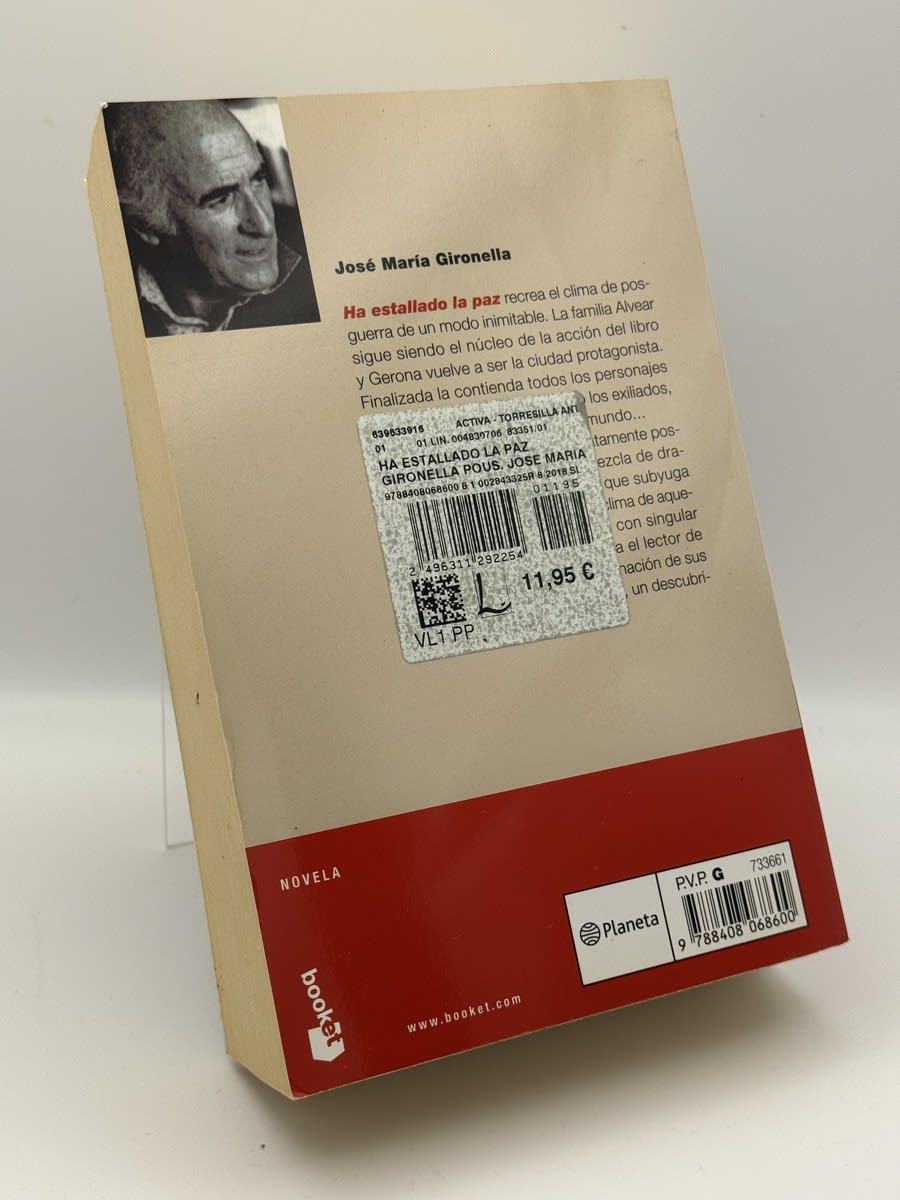 José María Gironella
Ha estallado la paz recrea el clima de pos-
guerra de un modo inimitable. La familia Alvear
sigue siendo el núcleo de la acción del libro
y Gerona vuelve a ser la ciudad protagonista.
Finalizada la contienda todos los personajes
los exiliados,
mundo...
tamente pos-
ezcla de dra-
que subyuga
clima de aque-
con singular
a el lector de
nación de sus
, un descubri-
639633916 ACTIVA - TORRESILLA ANT
01 01 LIN. 004839706 83351/01
HA ESTALLADO LA PAZ
GIRONELLA POUS, JOSE MARIA
9788408068600 B 1 002843325R 8-2018 SL
01195
2 496311 292254
L 11,95 €
VL1 PP
NOVELA
booket
www.booket.com
Planeta
P.V.P. G 733661
9 788408 068600